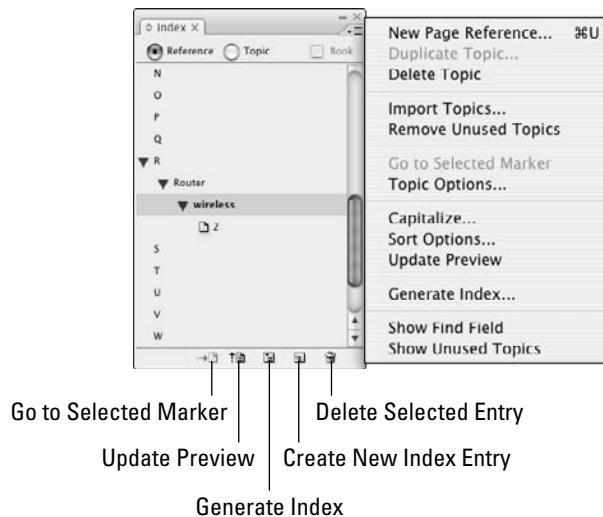 Index
Reference Topic Book
N
O
P
Q
R
Router
wireless
2
S
T
U
V
W
New Page Reference... ⌘U
Duplicate Topic...
Delete Topic
Import Topics...
Remove Unused Topics
Go to Selected Marker
Topic Options...
Capitalize...
Sort Options...
Update Preview
Generate Index...
Show Find Field
Show Unused Topics
Go to Selected Marker
Delete Selected Entry
Update Preview
Create New Index Entry
Generate Index